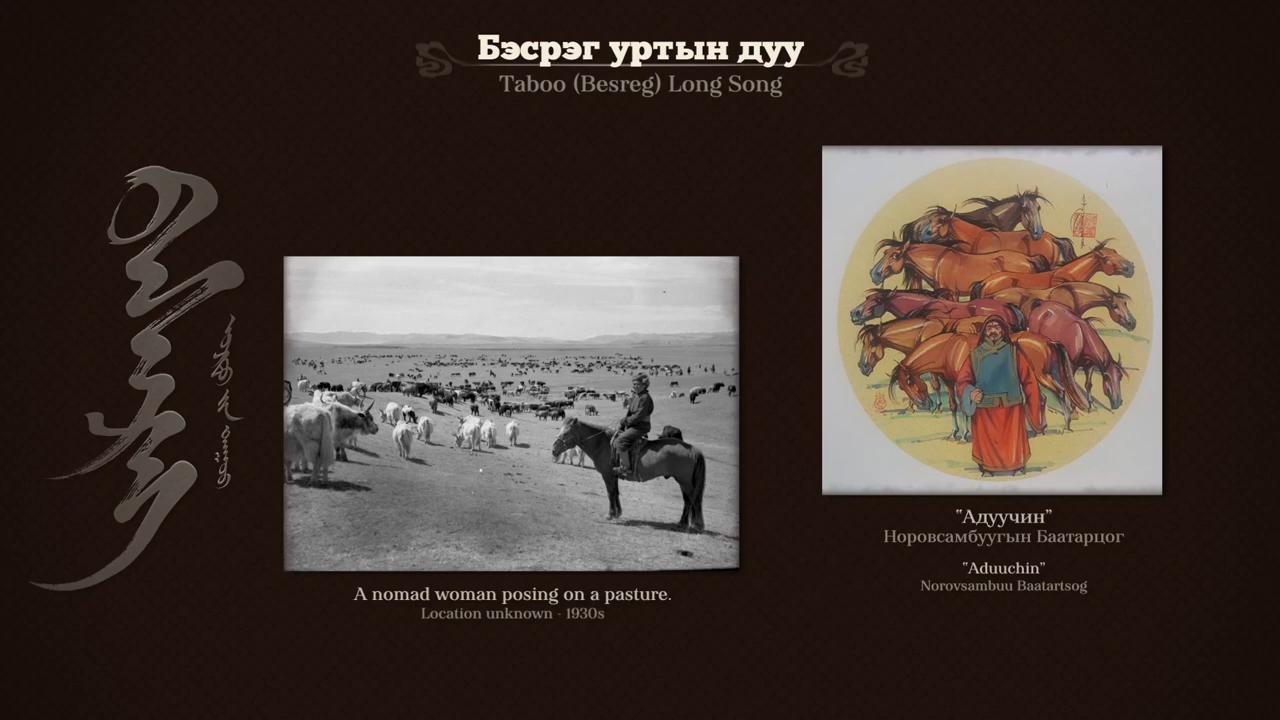 Бэсрэг уртын дуу
Taboo (Besreg) Long Song
A nomad woman posing on a pasture.
Location unknown - 1930s
“Адуучин”
Норовсамбуугын Баатарцог
“Aduuchin”
Norovsambuu Baatartsog